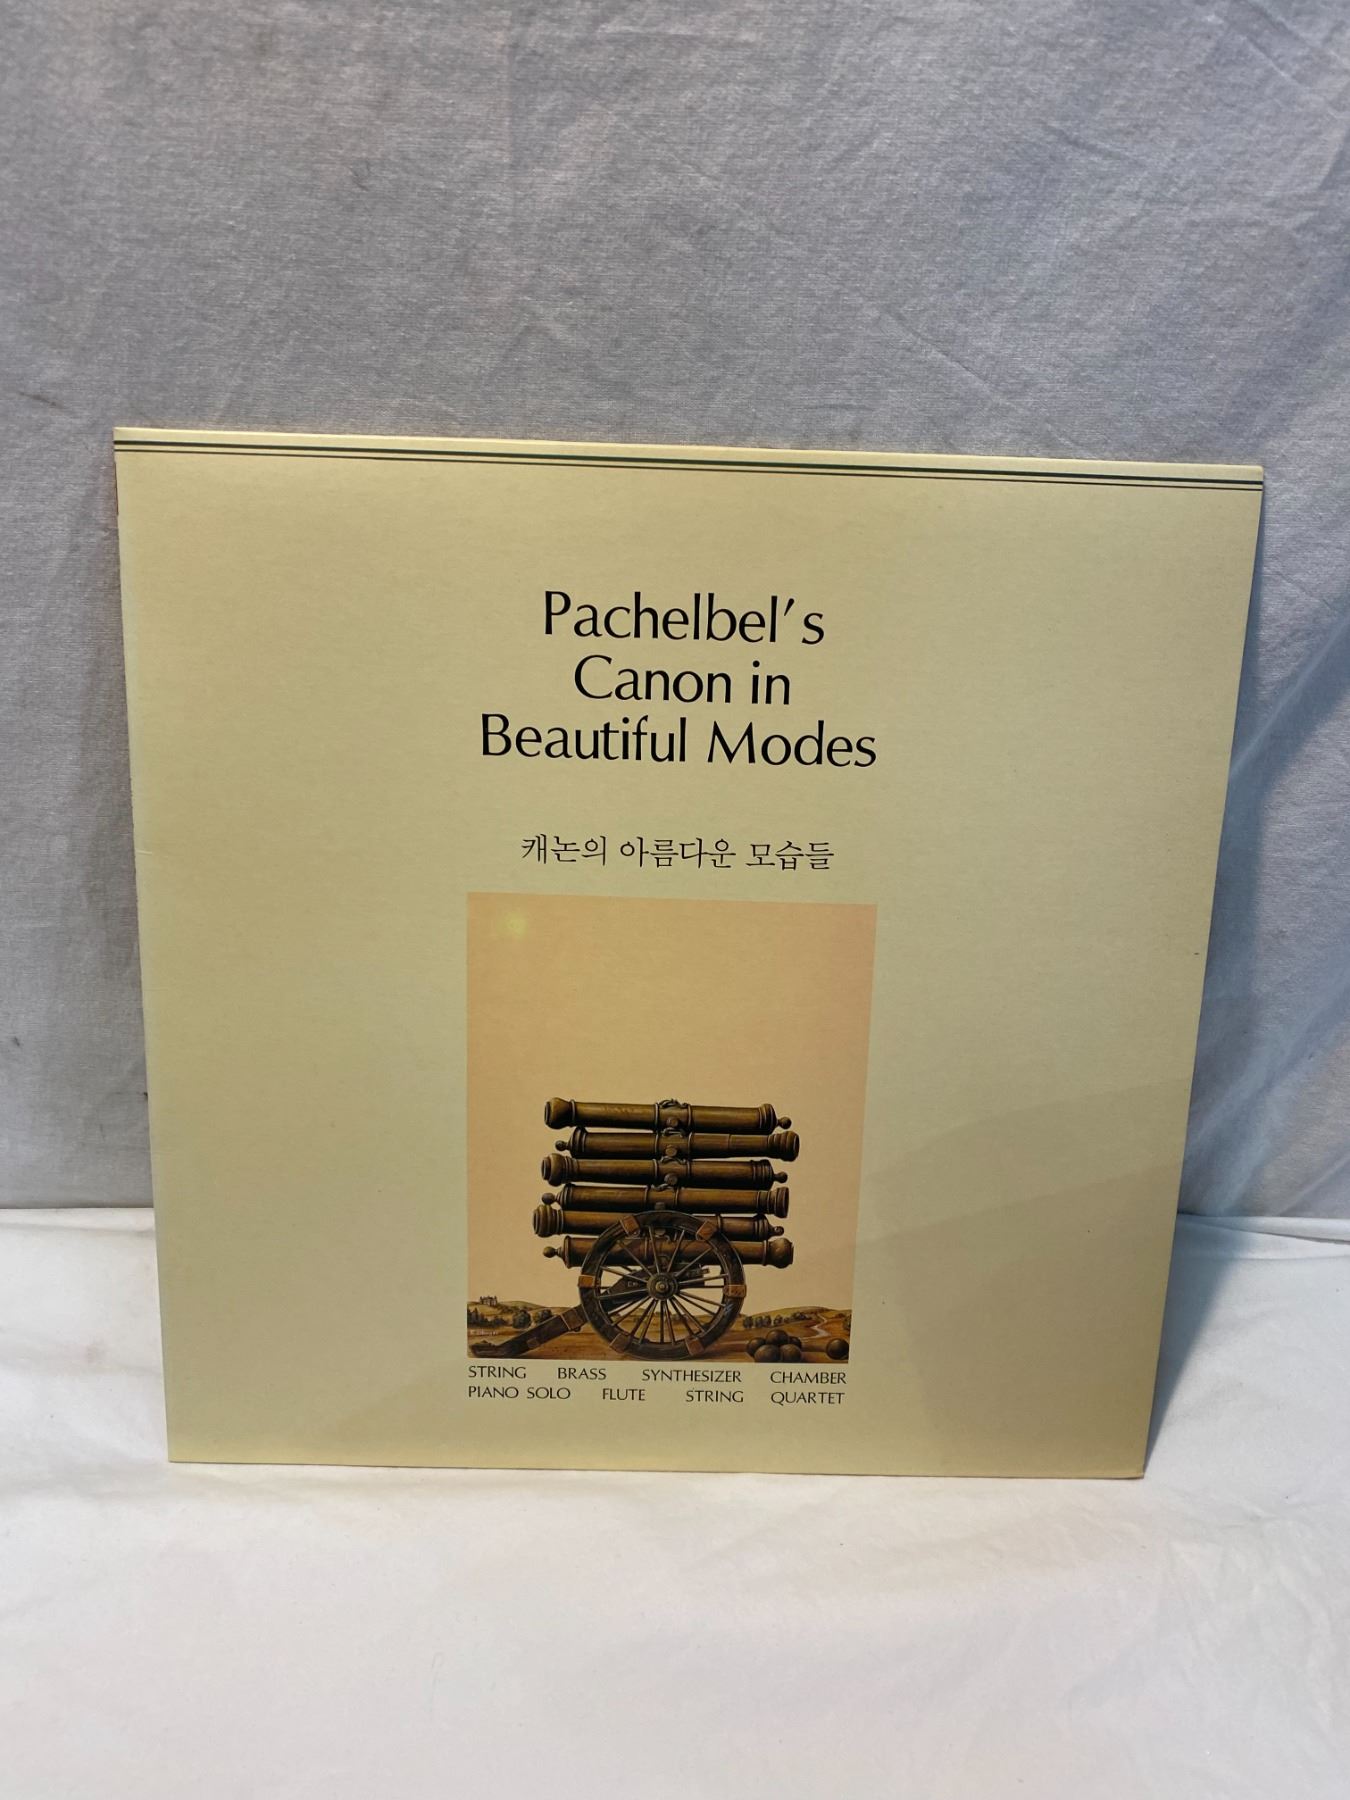 Pachelbel's
Canon in
Beautiful Modes
캐논의 아름다운 모습들
STRING BRASS SYNTHESIZER CHAMBER
PIANO SOLO FLUTE STRING QUARTET